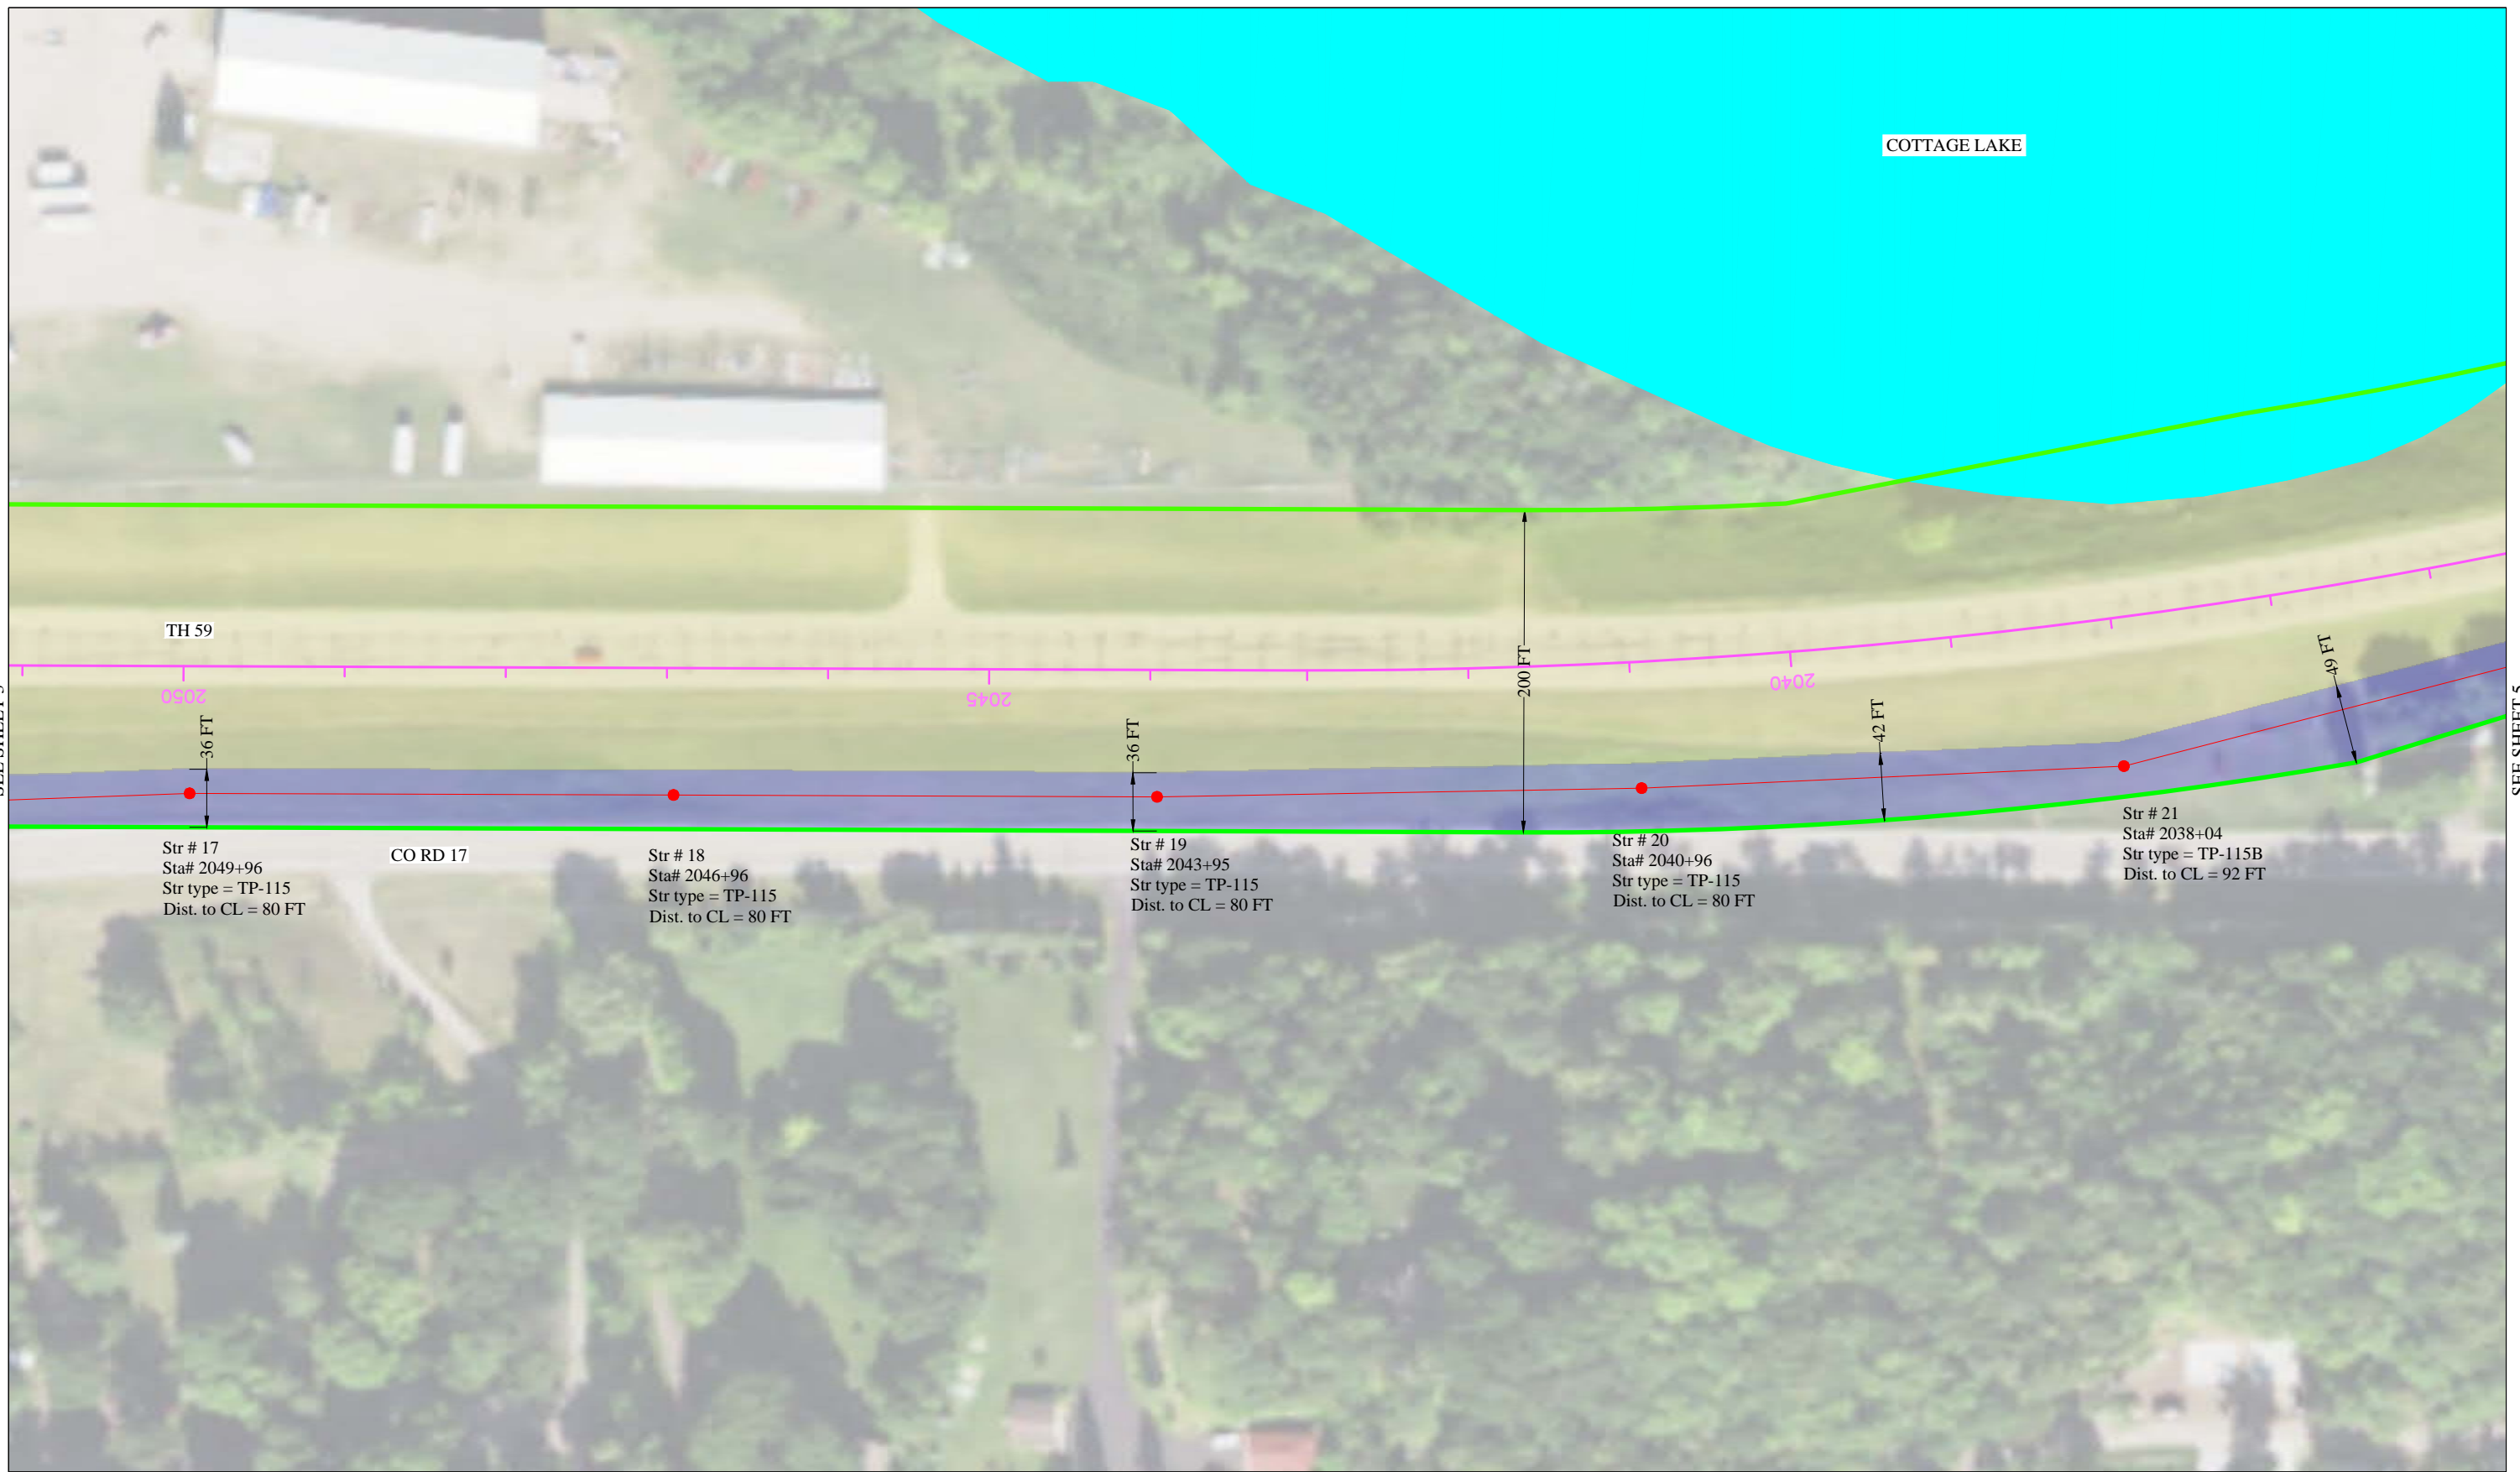 COTTAGE LAKE
TH 59
2050
2045
2040
36 FT
36 FT
200 FT
42 FT
49 FT
SEE SHEET 5
CO RD 17
Str # 17
Sta# 2049+96
Str type = TP-115
Dist. to CL = 80 FT
Str # 18
Sta# 2046+96
Str type = TP-115
Dist. to CL = 80 FT
Str # 19
Sta# 2043+95
Str type = TP-115
Dist. to CL = 80 FT
Str # 20
Sta# 2040+96
Str type = TP-115
Dist. to CL = 80 FT
Str # 21
Sta# 2038+04
Str type = TP-115B
Dist. to CL = 92 FT